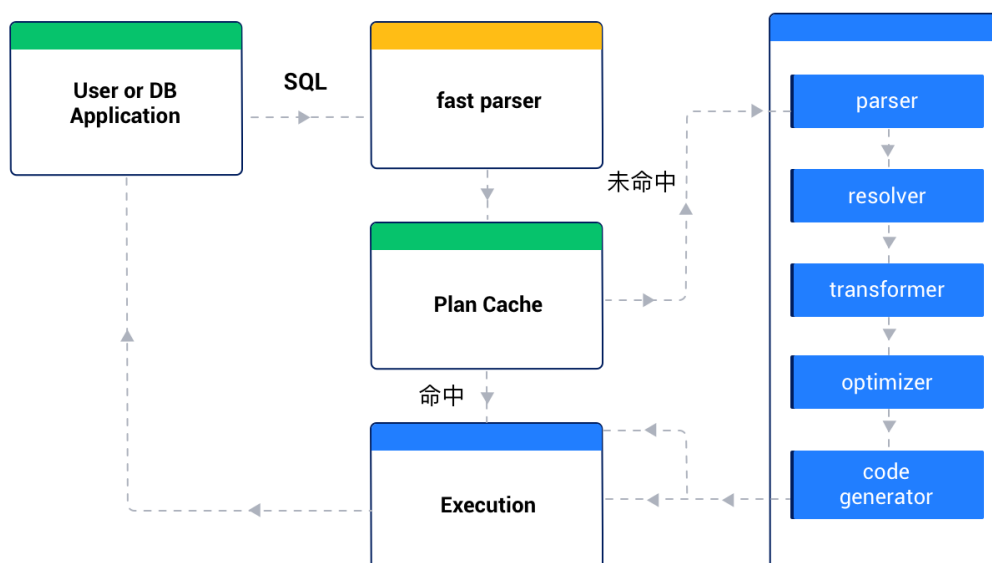 User or DB
Application
SQL
fast parser
未命中
Plan Cache
命中
Execution
parser
resolver
transformer
optimizer
code
generator